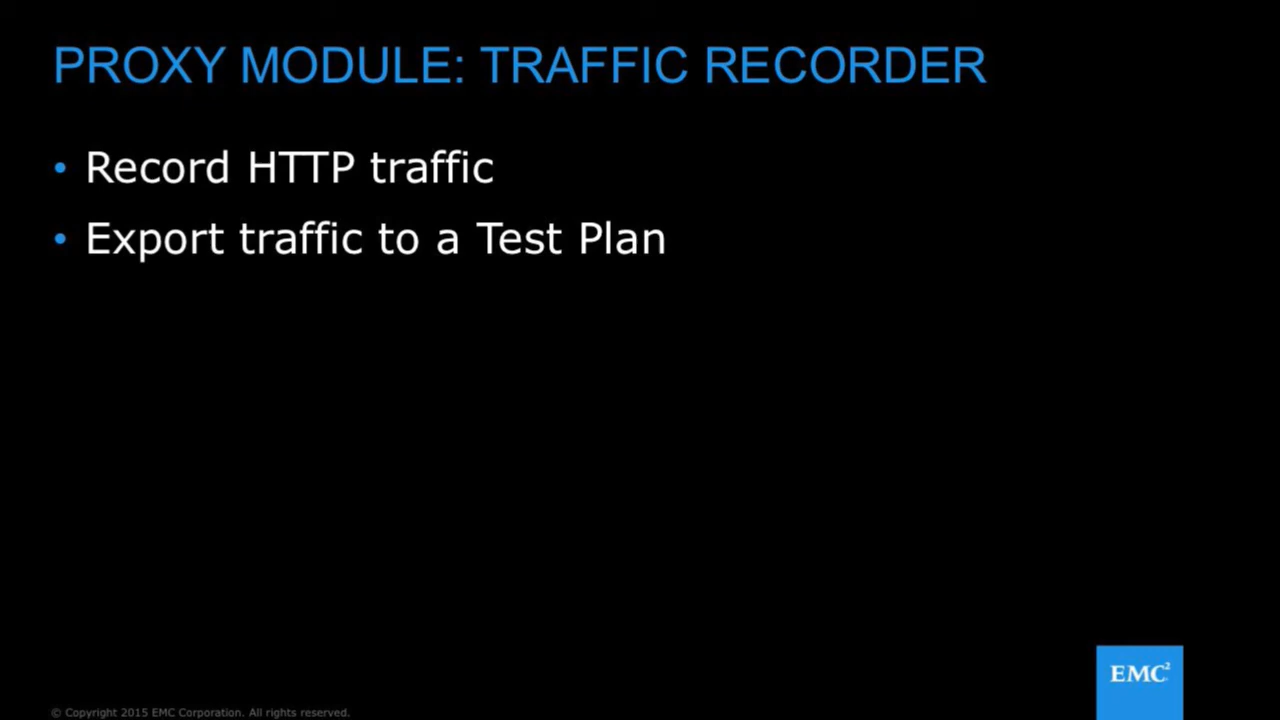 PROXY MODULE: TRAFFIC RECORDER
• Record HTTP traffic
• Export traffic to a Test Plan
EMC²
© Copyright 2015 EMC Corporation. All rights reserved.